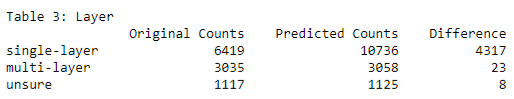 Table 3: Layer
Original Counts Predicted Counts Difference
single-layer 6419 10736 4317
multi-layer 3035 3058 23
unsure 1117 1125 8